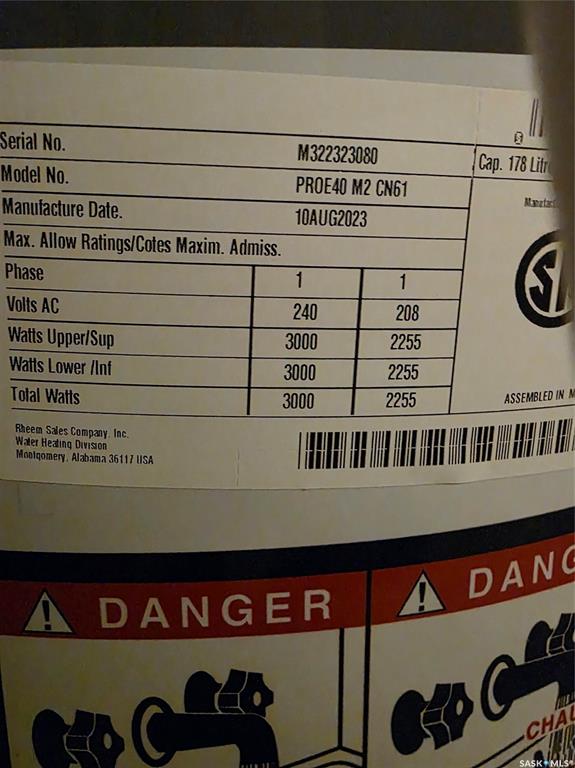 Serial No. M322323080 Cap. 178
Model No. PROE40 M2 CN61
Manufacture Date. 10AUG2023
Max. Allow Ratings/Cotes Maxim. Admiss.
Phase 1 1
Volts AC 240 208
Watts Upper/Sup 3000 2255
Watts Lower /Inf 3000 2255
Total Watts 3000 2255
ASSEMBLED IN
Rheem Sales Company, Inc.
Water Heating Division
Montgomery, Alabama 36117 USA
DANGER
SASK MLS®